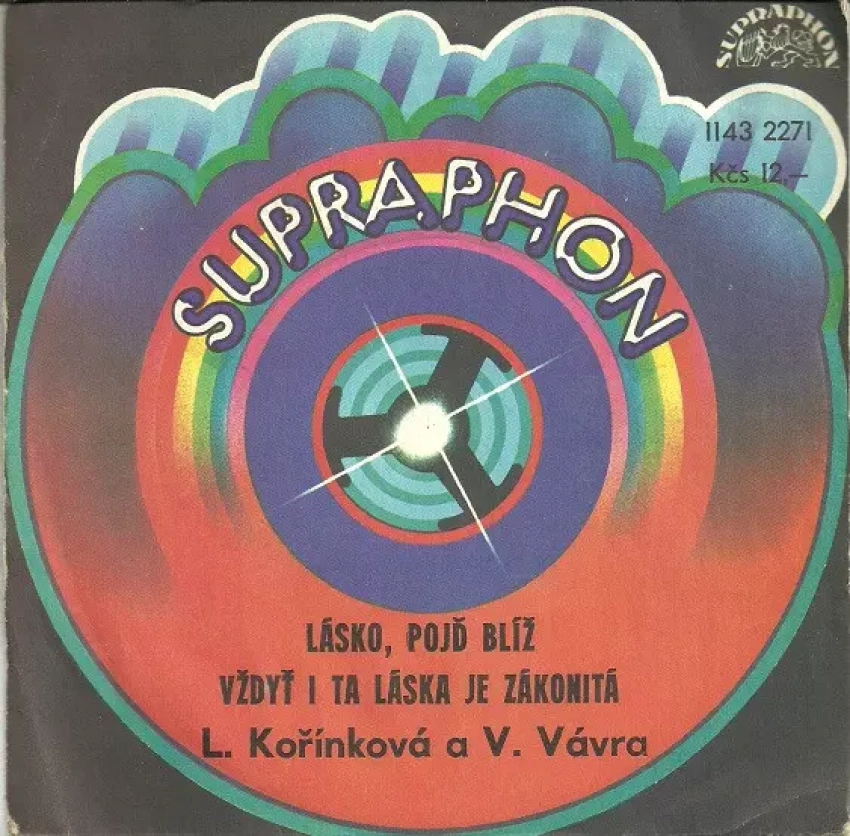 SUPRAPHON
1143 2271
Kčs 12,–
SUPRAPHON
LÁSKO, POJĎ BLÍŽ
VŽDYŤ I TA LÁSKA JE ZÁKONITÁ
L. Kořínková a V. Vávra